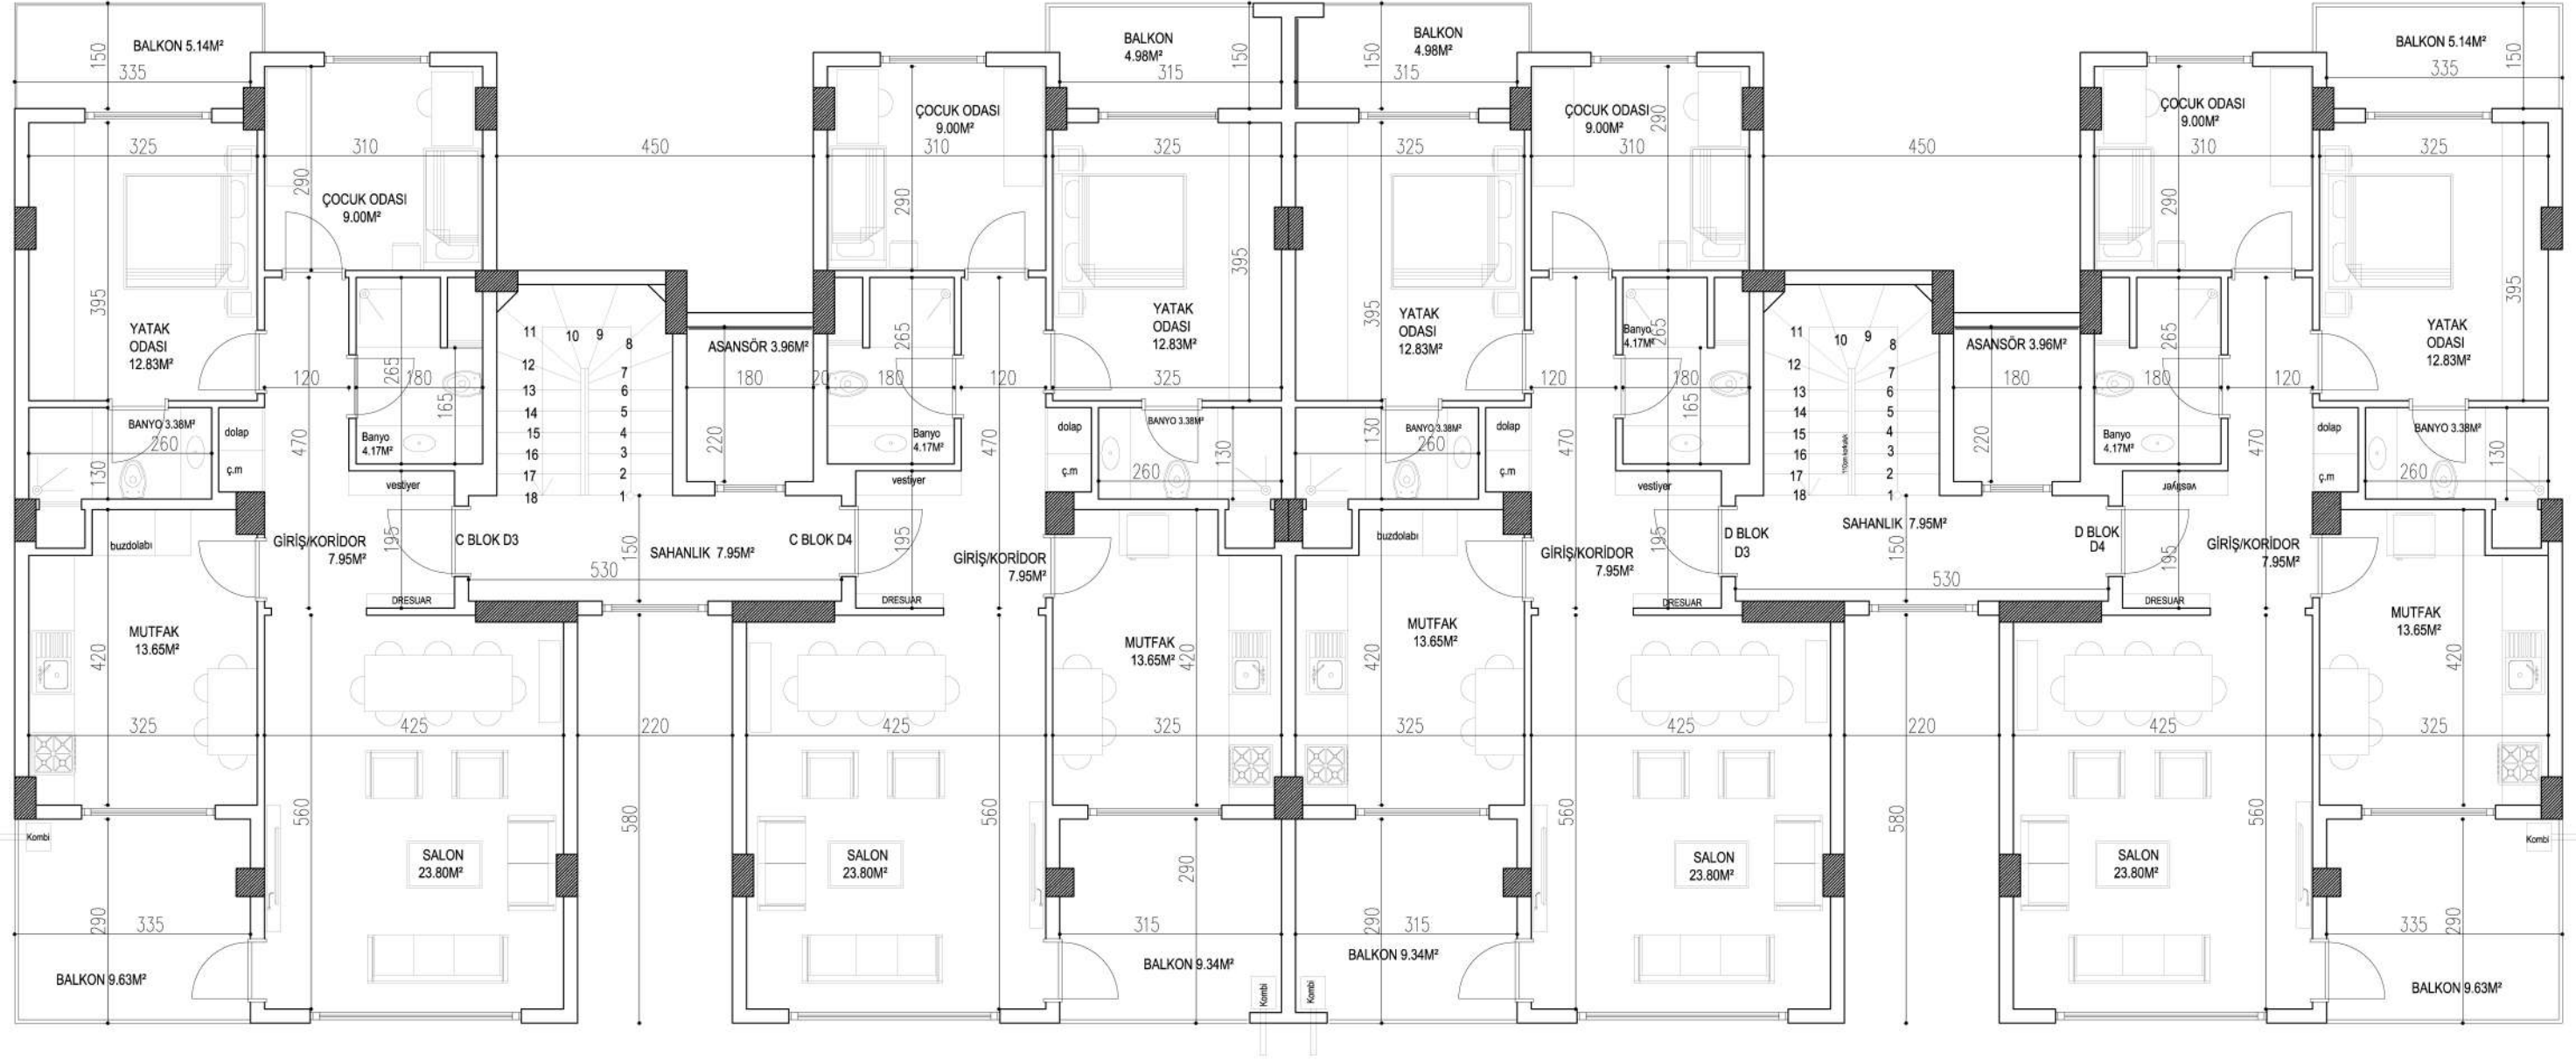 BALKON 5.14M²
150
335
BALKON
4.98M²
150
315
BALKON
4.98M²
150
315
BALKON 5.14M²
150
335
325
310
450
ÇOCUK ODASI
9.00M²
310
325
325
ÇOCUK ODASI
9.00M²
290
310
450
ÇOCUK ODASI
9.00M²
310
325
290
ÇOCUK ODASI
9.00M²
290
290
395
YATAK
ODASI
12.83M²
395
YATAK
ODASI
12.83M²
395
YATAK
ODASI
12.83M²
395
YATAK
ODASI
12.83M²
11
10
9
8
12
7
13
6
14
5
15
4
16
3
17
2
18
1
ASANSÖR 3.96M²
180
220
20
265
180
165
120
Banyo
4.17M²
265
180
120
Banyo
4.17M²
325
Banyo
4.17M²
265
120
180
165
11
10
9
8
12
7
13
6
14
5
15
4
16
3
17
2
18
1
ASANSÖR 3.96M²
180
220
265
180
120
Banyo
4.17M²
BANYO 3.38M²
260
130
dolap
ç.m
470
vestiyer
vestiyer
470
dolap
ç.m
BANYO 3.38M²
260
130
BANYO 3.38M²
130
260
dolap
ç.m
470
vestiyer
vestiyer
470
dolap
ç.m
BANYO 3.38M²
260
130
buzdolabı
GİRİŞ/KORİDOR
7.95M²
195
C BLOK D3
SAHANLIK 7.95M²
150
530
C BLOK D4
195
GİRİŞ/KORİDOR
7.95M²
buzdolabı
GİRİŞ/KORİDOR
7.95M²
195
D BLOK
D3
SAHANLIK 7.95M²
150
530
D BLOK
D4
195
GİRİŞ/KORİDOR
7.95M²
DRESUAR
DRESUAR
DRESUAR
DRESUAR
MUTFAK
13.65M²
420
325
425
220
425
MUTFAK
13.65M²
420
325
MUTFAK
13.65M²
420
325
425
220
425
MUTFAK
13.65M²
420
325
Kombi
560
580
560
560
580
560
Kombi
SALON
23.80M²
SALON
23.80M²
SALON
23.80M²
SALON
23.80M²
290
335
BALKON 9.63M²
290
315
BALKON 9.34M²
Kombi
290
315
BALKON 9.34M²
Kombi
335
290
BALKON 9.63M²